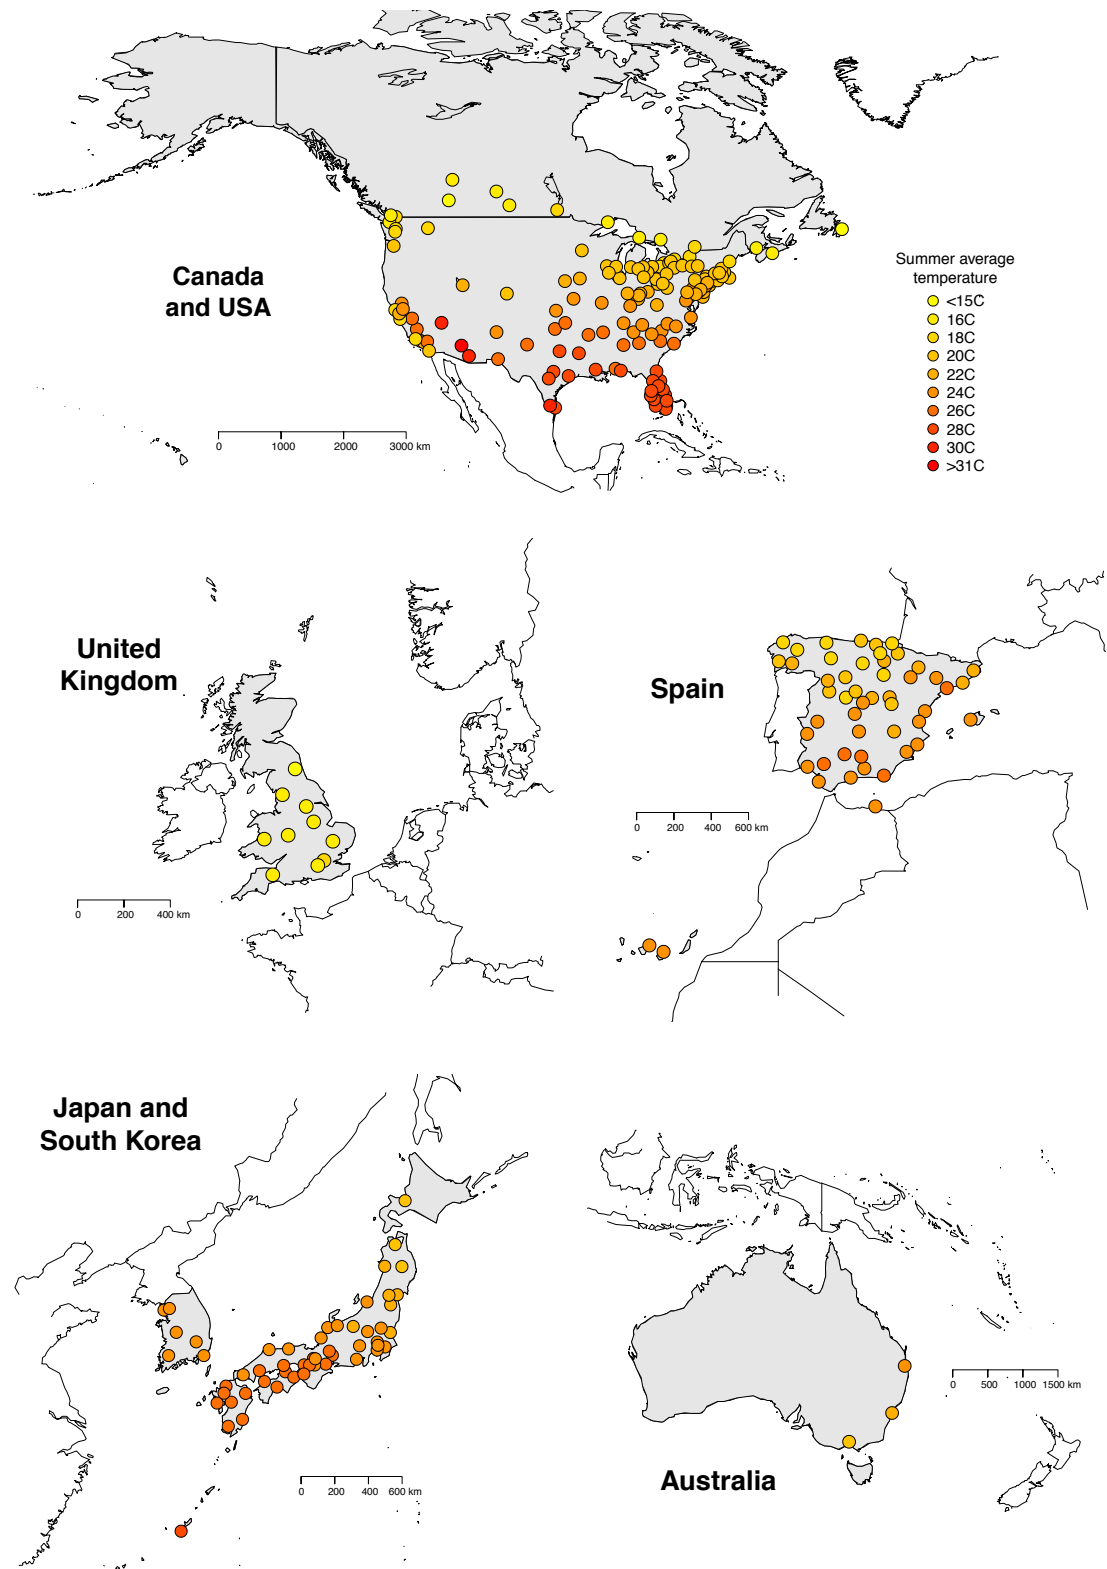 Canada
and USA
Summer average
temperature
<15C
16C
18C
20C
22C
24C
26C
28C
30C
>31C
0 1000 2000 3000 km
United
Kingdom
Spain
0 200 400 600 km
0 200 400 km
Japan and
South Korea
0 500 1000 1500 km
Australia
0 200 400 600 km